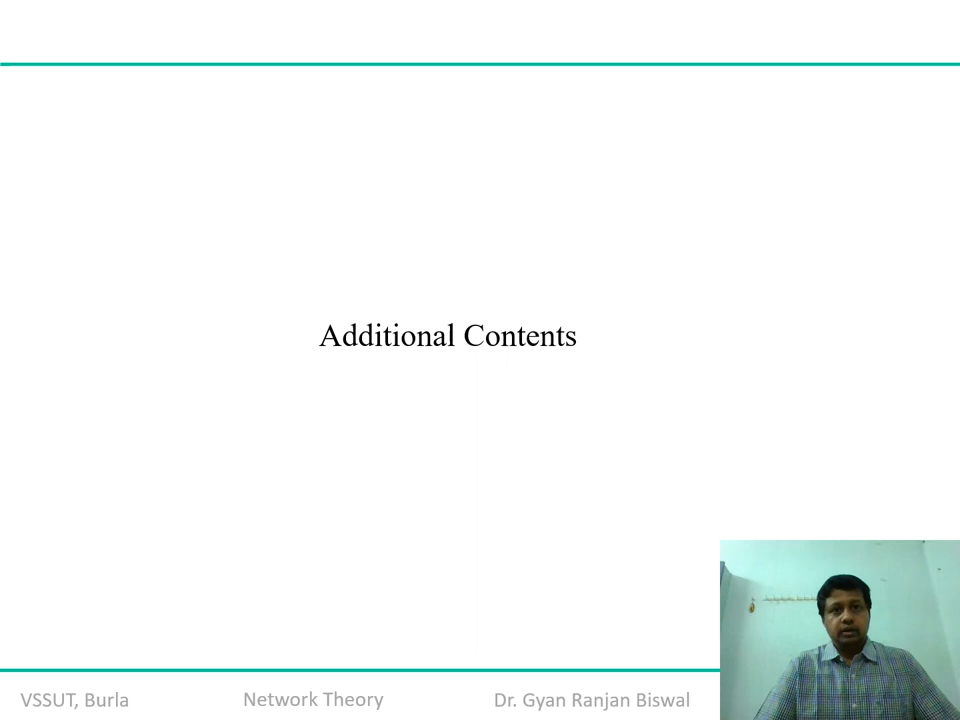 Additional Contents
VSSUT, Burla
Network Theory
Dr. Gyan Ranjan Biswal